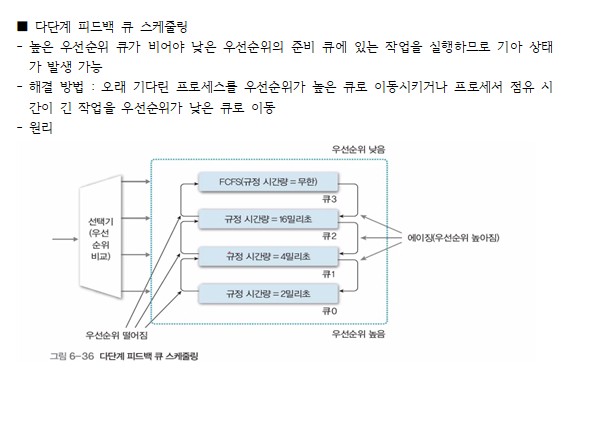 ■ 다단계 피드백 큐 스케줄링
- 높은 우선순위 큐가 비어야 낮은 우선순위의 준비 큐에 있는 작업을 실행하므로 기아 상태
가 발생 가능
- 해결 방법 : 오래 기다린 프로세스를 우선순위가 높은 큐로 이동시키거나 프로세서 점유 시
간이 긴 작업을 우선순위가 낮은 큐로 이동
- 원리
우선순위 낮음
FCFS(규정 시간량 = 무한)
큐3
선택기
(우선
순위
비교)
규정 시간량 = 16밀리초
큐2
에이징(우선순위 높아짐)
규정 시간량 = 4밀리초
큐1
규정 시간량 = 2밀리초
큐0
우선순위 떨어짐
우선순위 높음
그림 6-36 다단계 피드백 큐 스케줄링